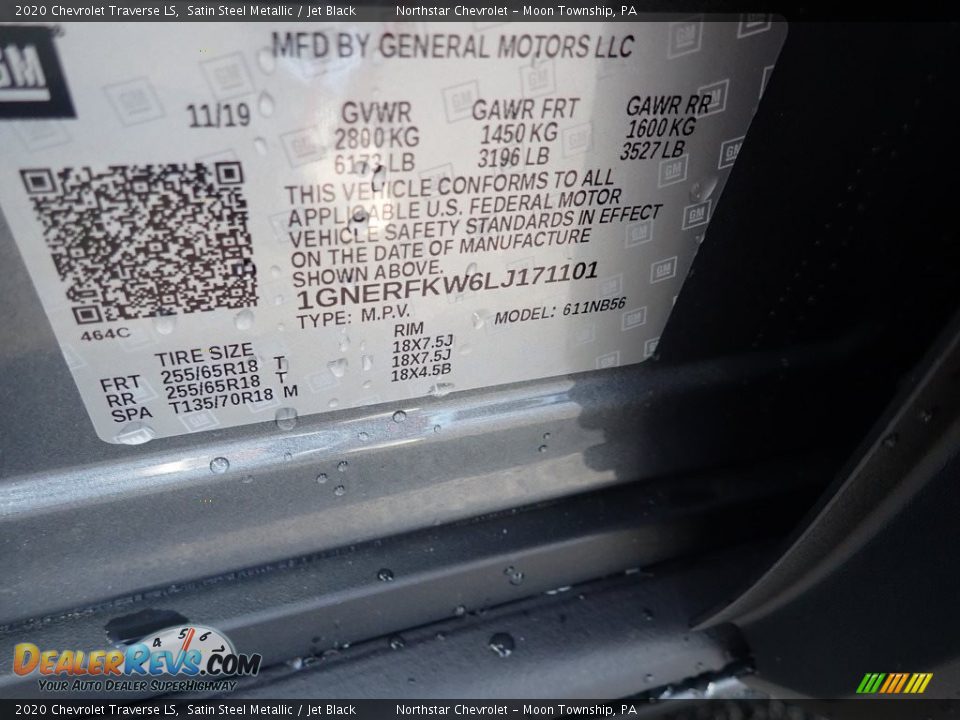 2020 Chevrolet Traverse LS, Satin Steel Metallic / Jet Black Northstar Chevrolet – Moon Township, PA
GM
MFD BY GENERAL MOTORS LLC
11/19
GVWR GAWR FRT GAWR RR
2800 KG 1450 KG 1600 KG
6173 LB 3196 LB 3527 LB
THIS VEHICLE CONFORMS TO ALL
APPLICABLE U.S. FEDERAL MOTOR
VEHICLE SAFETY STANDARDS IN EFFECT
ON THE DATE OF MANUFACTURE
SHOWN ABOVE.
1GNERFKW6LJ171101
TYPE: M.P.V. MODEL: 611NB56
464C
TIRE SIZE RIM
FRT 255/65R18 T 18X7.5J
RR 255/65R18 T 18X7.5J
SPA T135/70R18 M 18X4.5B
4 5 6
DEALERREVS.COM
YOUR AUTO DEALER SUPERHIGHWAY
2020 Chevrolet Traverse LS, Satin Steel Metallic / Jet Black Northstar Chevrolet – Moon Township, PA